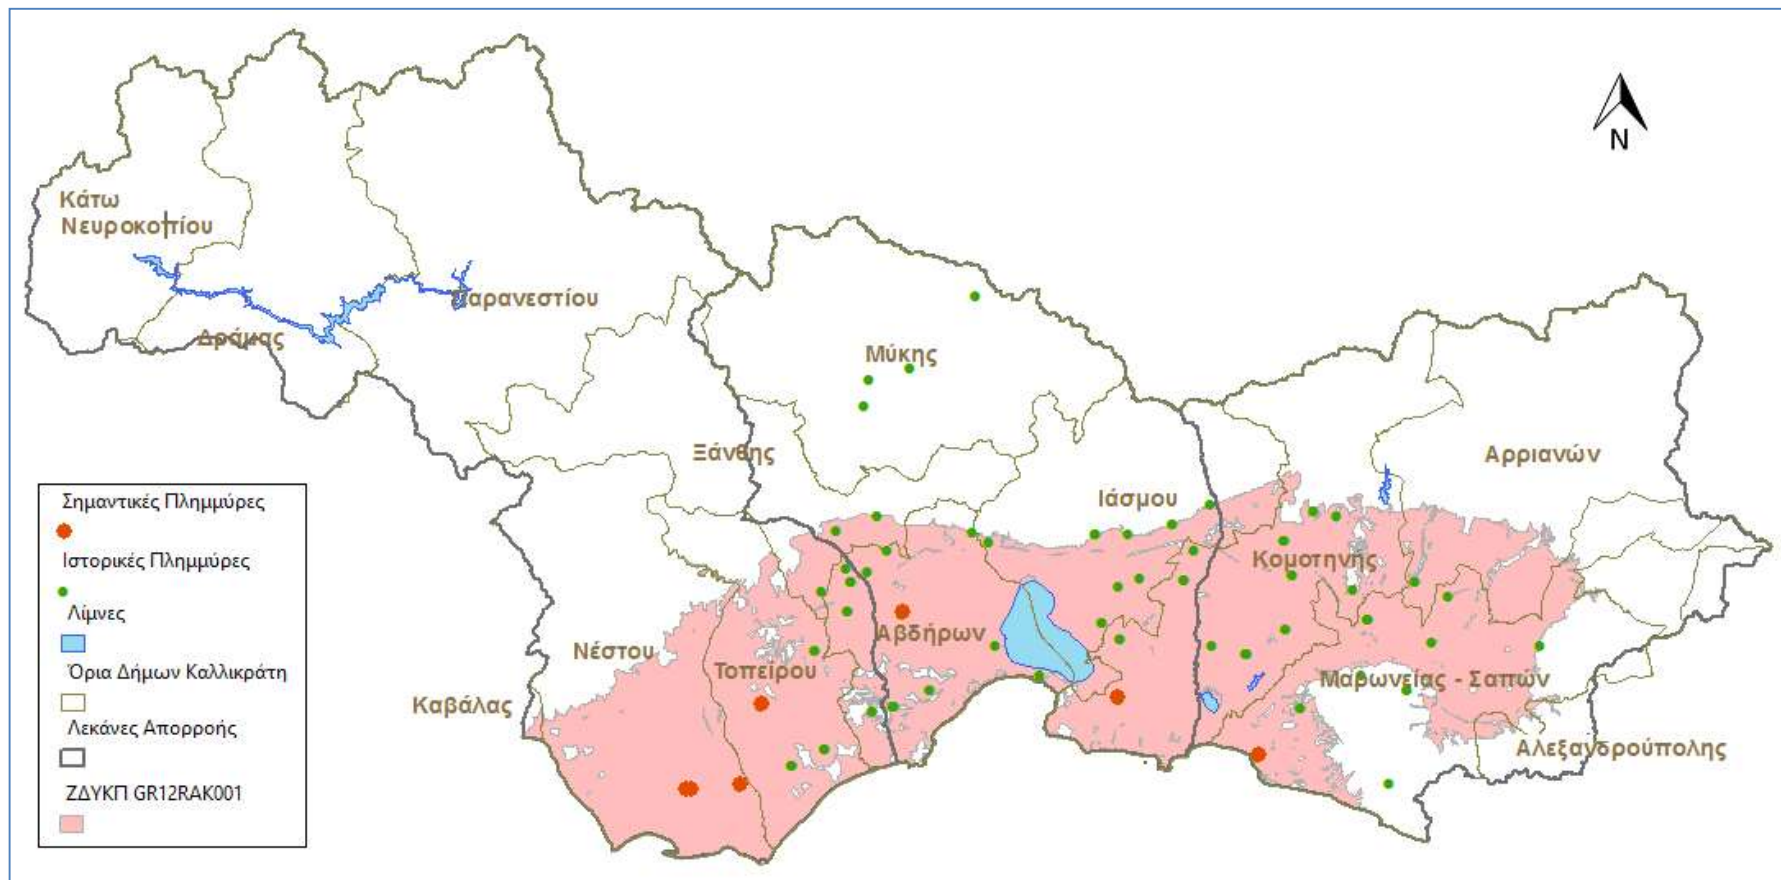 N
Κάτω
Νευροκοπίου
Παρανεστίου
Δράμας
Μύκης
Ξάνθης
Αρριανών
Ιάσμου
Σημαντικές Πλημμύρες
Ιστορικές Πλημμύρες
Λίμνες
Όρια Δήμων Καλλικράτη
Λεκάνες Απορροής
ΖΔΥΚΠ GR12RAK001
Κομοτηνής
Αβδήρων
Νέστου
Τοπείρου
Μαρωνείας - Σαπών
Καβάλας
Αλεξανδρούπολης